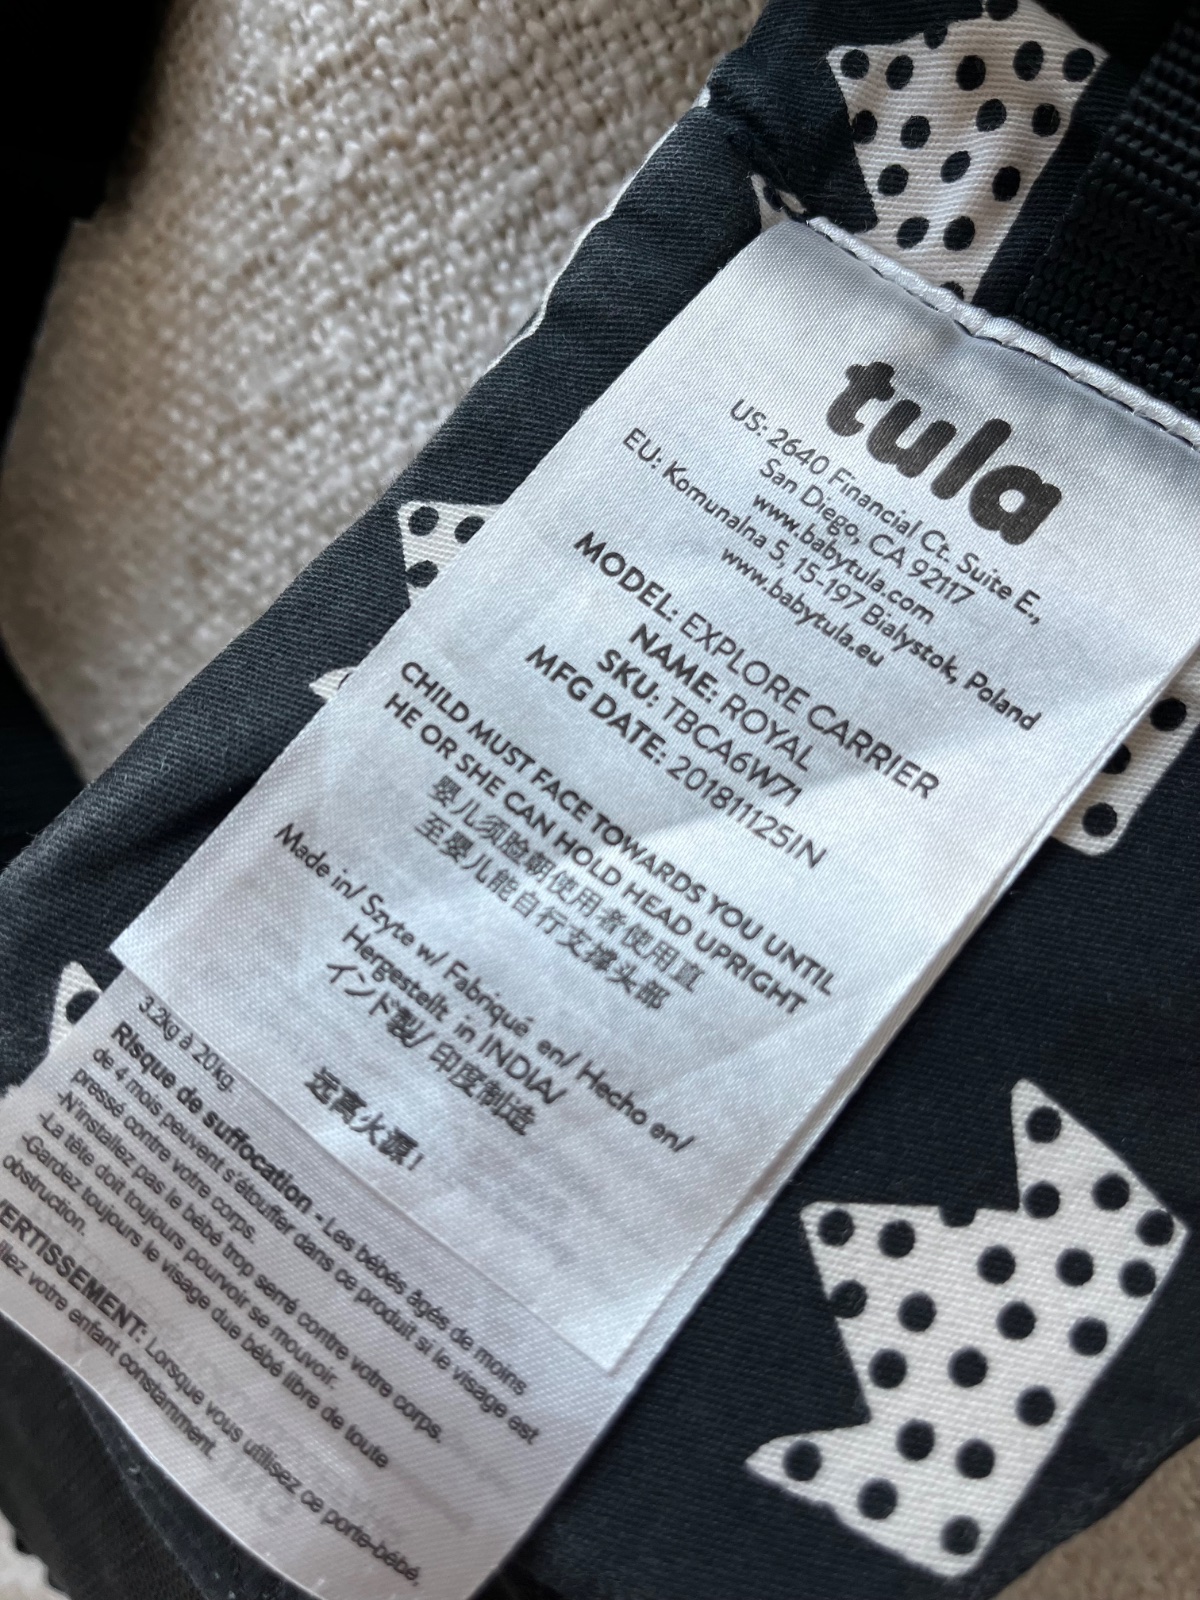 tula
US: 2640 Financial Ct. Suite E.,
San Diego, CA 92117
www.babytula.com
EU: Komunalna 5, 15-197 Bialystok, Poland
www.babytula.eu
MODEL: EXPLORE CARRIER
NAME: ROYAL
SKU: TBCA6W71
MFG DATE: 20181125IN
CHILD MUST FACE TOWARDS YOU UNTIL
HE OR SHE CAN HOLD HEAD UPRIGHT
婴儿须脸朝使用者使用直
至婴儿能自行支撑头部
Made in/ Szyte w/ Fabriqué en/ Hecho en/
Hergestellt in INDIA/
インド製/ 印度制造
远离火源!
3.2kg à 20kg.
Risque de suffocation - Les bébés âgés de moins
de 4 mois peuvent s'étouffer dans ce produit si le visage est
pressé contre votre corps.
-N'installez pas le bébé trop serré contre votre corps.
-La tête doit toujours pourvoir se mouvoir.
-Gardez toujours le visage due bébé libre de toute
obstruction.
VERTISSEMENT: Lorsque vous utilisez ce porte-bébé,
illez votre enfant constamment.